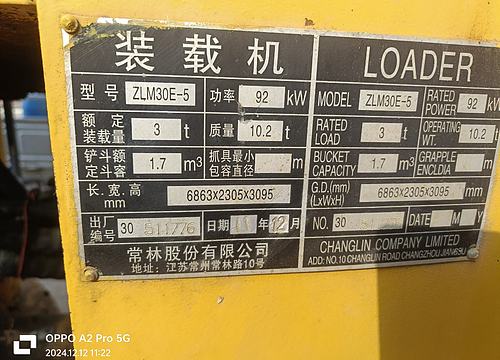 装载机
型号 ZLM30E-5 功率 92 kW
额定装载量 3 t 质量 10.2 t
铲斗额定斗容 1.7 m³ 抓具最小包容直径 m
长.宽.高 mm 6863X2305X3095
出厂编号 30 511776 日期 年 12 月
常林股份有限公司
地址:江苏常州常林路10号
LOADER
MODEL ZLM30E-5 RATED POWER 92 kW
RATED LOAD 3 t OPERATING WT. 10.2
BUCKET CAPACITY 1.7 m³ GRAPPLE ENCLDIA m
G.D.(mm) (LxWxH) 6863X2305X3095 mm
NO. 30 DATE Y M
CHANGLIN COMPANY LIMITED
ADD: NO.10 CHANGLIN ROAD CHANGZHOU JIANGSU
OPPO A2 Pro 5G
2024.12.12 11:22